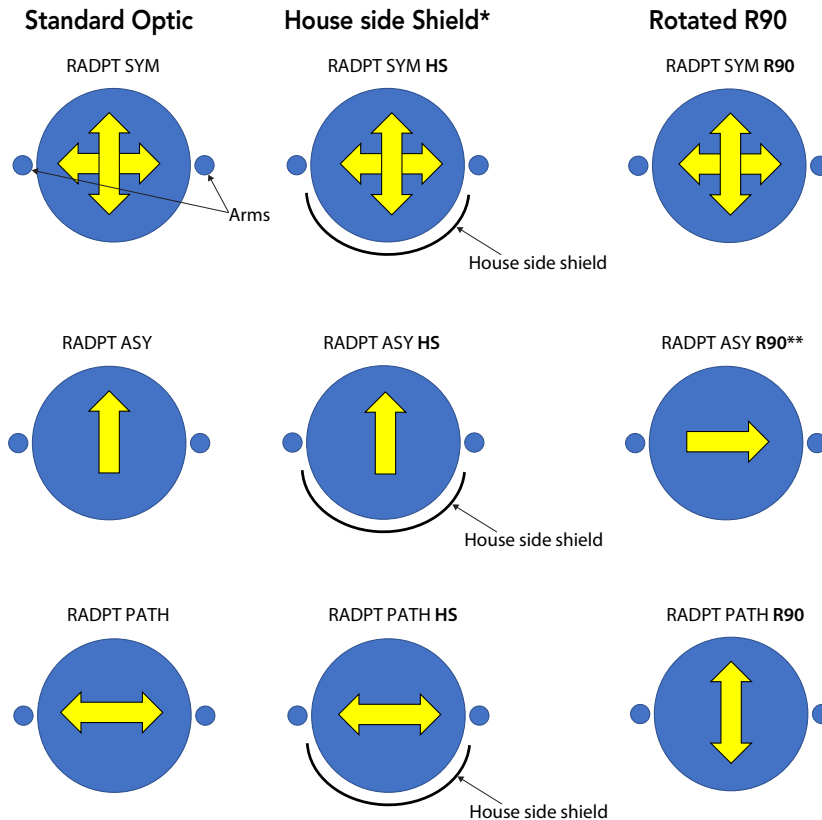 Standard Optic
House side Shield*
Rotated R90
RADPT SYM
RADPT SYM HS
RADPT SYM R90
Arms
House side shield
RADPT ASY
RADPT ASY HS
RADPT ASY R90**
House side shield
RADPT PATH
RADPT PATH HS
RADPT PATH R90
House side shield